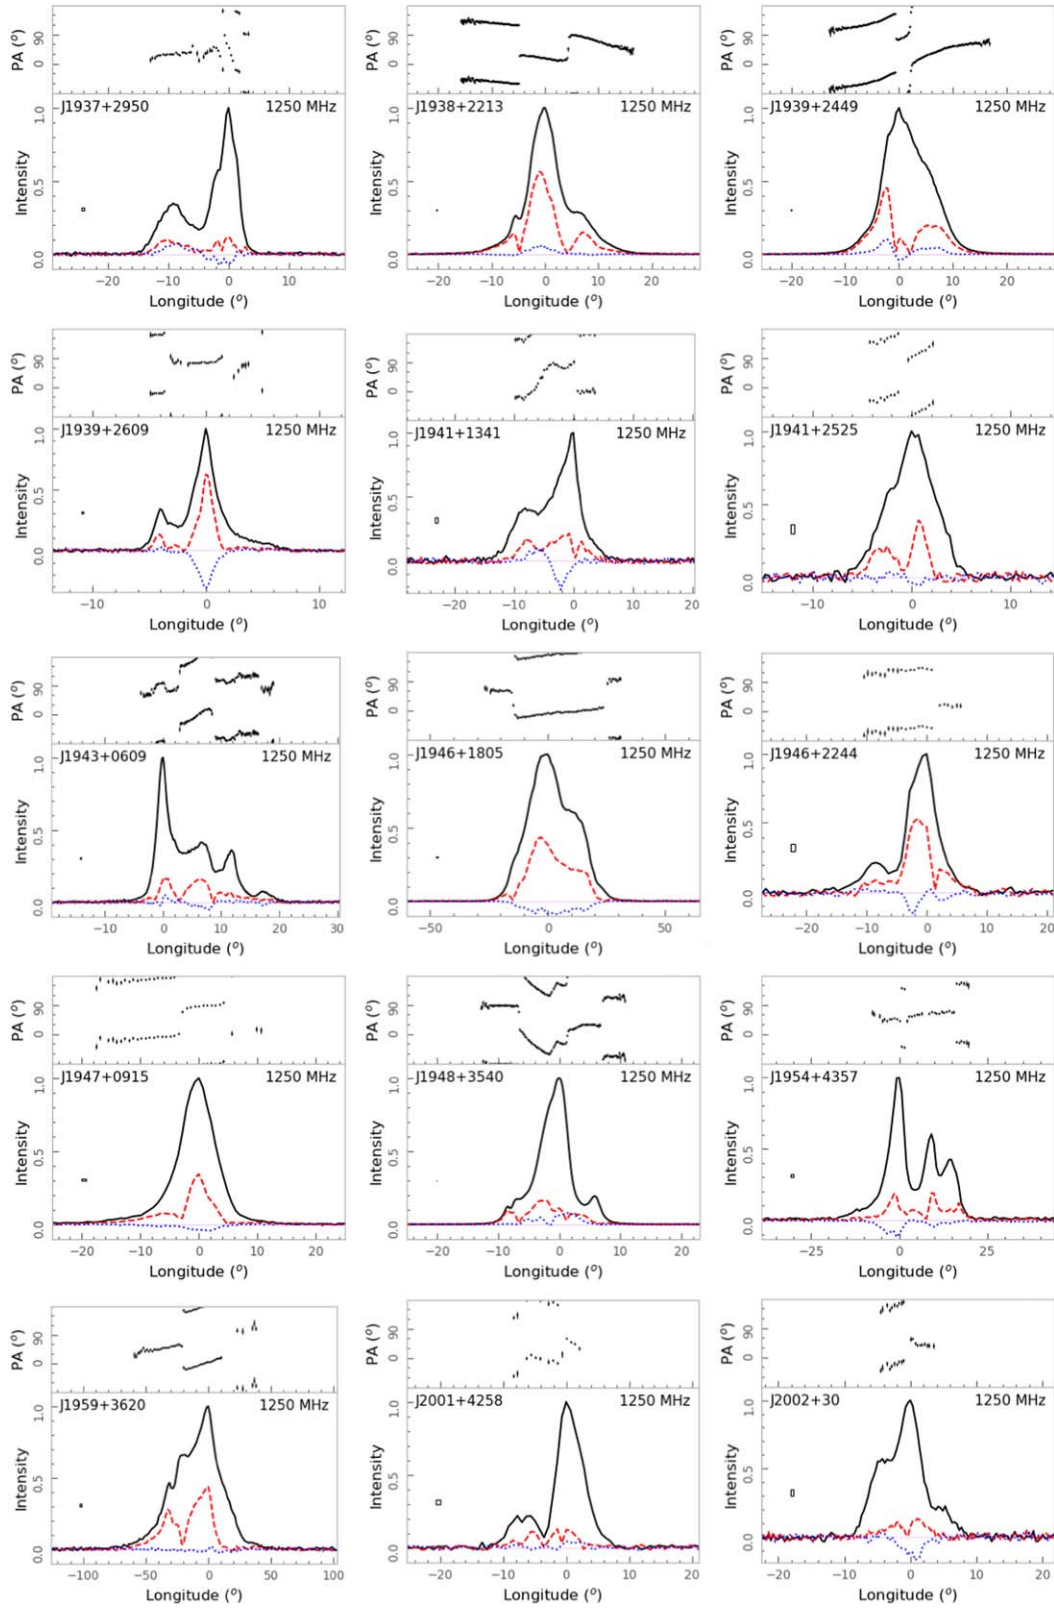 PA (°) 90 0
PA (°) 90 0
PA (°) 90 0
J1937+2950 1250 MHz
J1938+2213 1250 MHz
J1939+2449 1250 MHz
Intensity 1.0 0.5 0.0
Intensity 1.0 0.5 0.0
Intensity 1.0 0.5 0.0
−20 −10 0 10
−20 −10 0 10 20
−20 −10 0 10 20
Longitude (°)
Longitude (°)
Longitude (°)
PA (°) 90 0
PA (°) 90 0
PA (°) 90 0
J1939+2609 1250 MHz
J1941+1341 1250 MHz
J1941+2525 1250 MHz
Intensity 1.0 0.5 0.0
Intensity 1.0 0.5 0.0
Intensity 1.0 0.5 0.0
−10 0 10
−20 −10 0 10 20
−10 0 10
Longitude (°)
Longitude (°)
Longitude (°)
PA (°) 90 0
PA (°) 90 0
PA (°) 90 0
J1943+0609 1250 MHz
J1946+1805 1250 MHz
J1946+2244 1250 MHz
Intensity 1.0 0.5 0.0
Intensity 1.0 0.5 0.0
Intensity 1.0 0.5 0.0
−10 0 10 20 30
−50 0 50
−20 −10 0 10 20
Longitude (°)
Longitude (°)
Longitude (°)
PA (°) 90 0
PA (°) 90 0
PA (°) 90 0
J1947+0915 1250 MHz
J1948+3540 1250 MHz
J1954+4357 1250 MHz
Intensity 1.0 0.5 0.0
Intensity 1.0 0.5 0.0
Intensity 1.0 0.5 0.0
−20 −10 0 10 20
−20 −10 0 10 20
−25 0 25
Longitude (°)
Longitude (°)
Longitude (°)
PA (°) 90 0
PA (°) 90 0
PA (°) 90 0
J1959+3620 1250 MHz
J2001+4258 1250 MHz
J2002+30 1250 MHz
Intensity 1.0 0.5 0.0
Intensity 1.0 0.5 0.0
Intensity 1.0 0.5 0.0
−100 −50 0 50 100
−20 −10 0 10 20
−20 −10 0 10 20
Longitude (°)
Longitude (°)
Longitude (°)